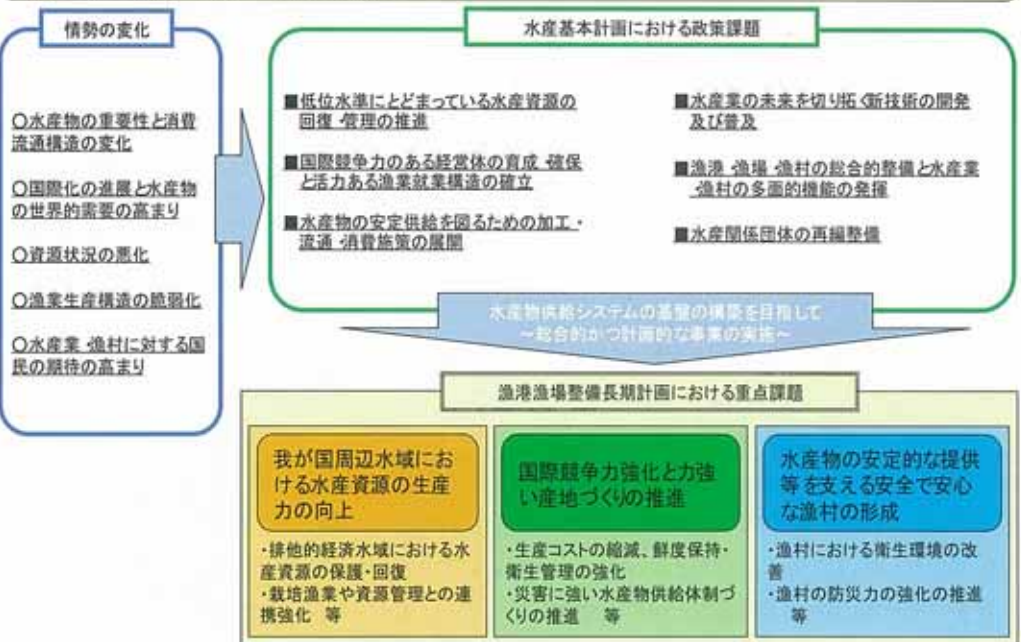 情勢の変化
○水産物の重要性と消費
流通構造の変化
○国際化の進展と水産物
の世界的需要の高まり
○資源状況の悪化
○漁業生産構造の脆弱化
○水産業・漁村に対する国
民の期待の高まり
水産基本計画における政策課題
■低位水準にとどまっている水産資源の
回復・管理の推進
■国際競争力のある経営体の育成・確保
と活力ある漁業就業構造の確立
■水産物の安定供給を図るための加工・
流通・消費施策の展開
■水産業の未来を切り拓く新技術の開発
及び普及
■漁港・漁場・漁村の総合的整備と水産業
・漁村の多面的機能の発揮
■水産関係団体の再編整備
水産物供給システムの基盤の構築を目指して
~総合的かつ計画的な事業の実施~
漁港漁場整備長期計画における重点課題
我が国周辺水域にお
ける水産資源の生産
力の向上
・排他的経済水域における水
産資源の保護・回復
・栽培漁業や資源管理との連
携強化 等
国際競争力強化と力強
い産地づくりの推進
・生産コストの縮減、鮮度保持・
衛生管理の強化
・災害に強い水産物供給体制づ
くりの推進 等
水産物の安定的な提供
等を支える安全で安心
な漁村の形成
・漁村における衛生環境の改
善
・漁村の防災力の強化の推進
等